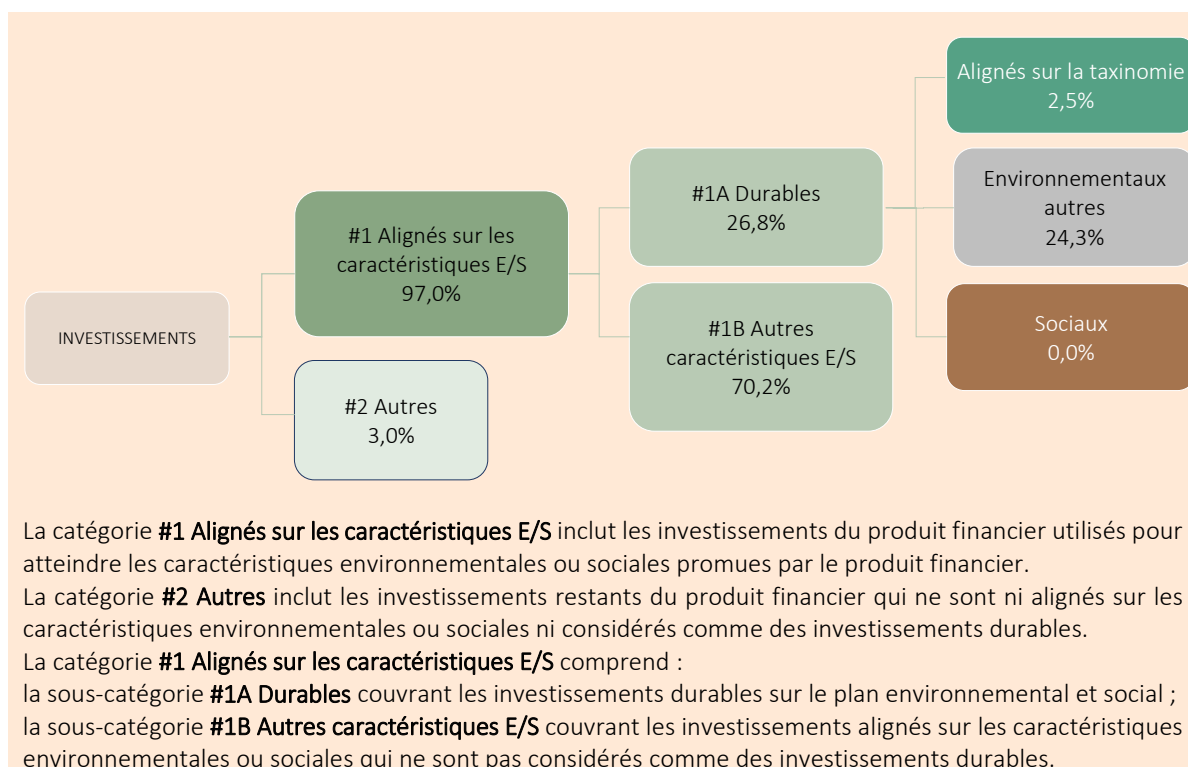 Alignés sur la taxinomie
2,5%
Environnementaux
autres
24,3%
Sociaux
0,0%
#1A Durables
26,8%
#1B Autres
caractéristiques E/S
70,2%
#1 Alignés sur les
caractéristiques E/S
97,0%
INVESTISSEMENTS
#2 Autres
3,0%
La catégorie #1 Alignés sur les caractéristiques E/S inclut les investissements du produit financier utilisés pour
atteindre les caractéristiques environnementales ou sociales promues par le produit financier.
La catégorie #2 Autres inclut les investissements restants du produit financier qui ne sont ni alignés sur les
caractéristiques environnementales ou sociales ni considérés comme des investissements durables.
La catégorie #1 Alignés sur les caractéristiques E/S comprend :
la sous-catégorie #1A Durables couvrant les investissements durables sur le plan environnemental et social ;
la sous-catégorie #1B Autres caractéristiques E/S couvrant les investissements alignés sur les caractéristiques
environnementales ou sociales qui ne sont pas considérés comme des investissements durables.